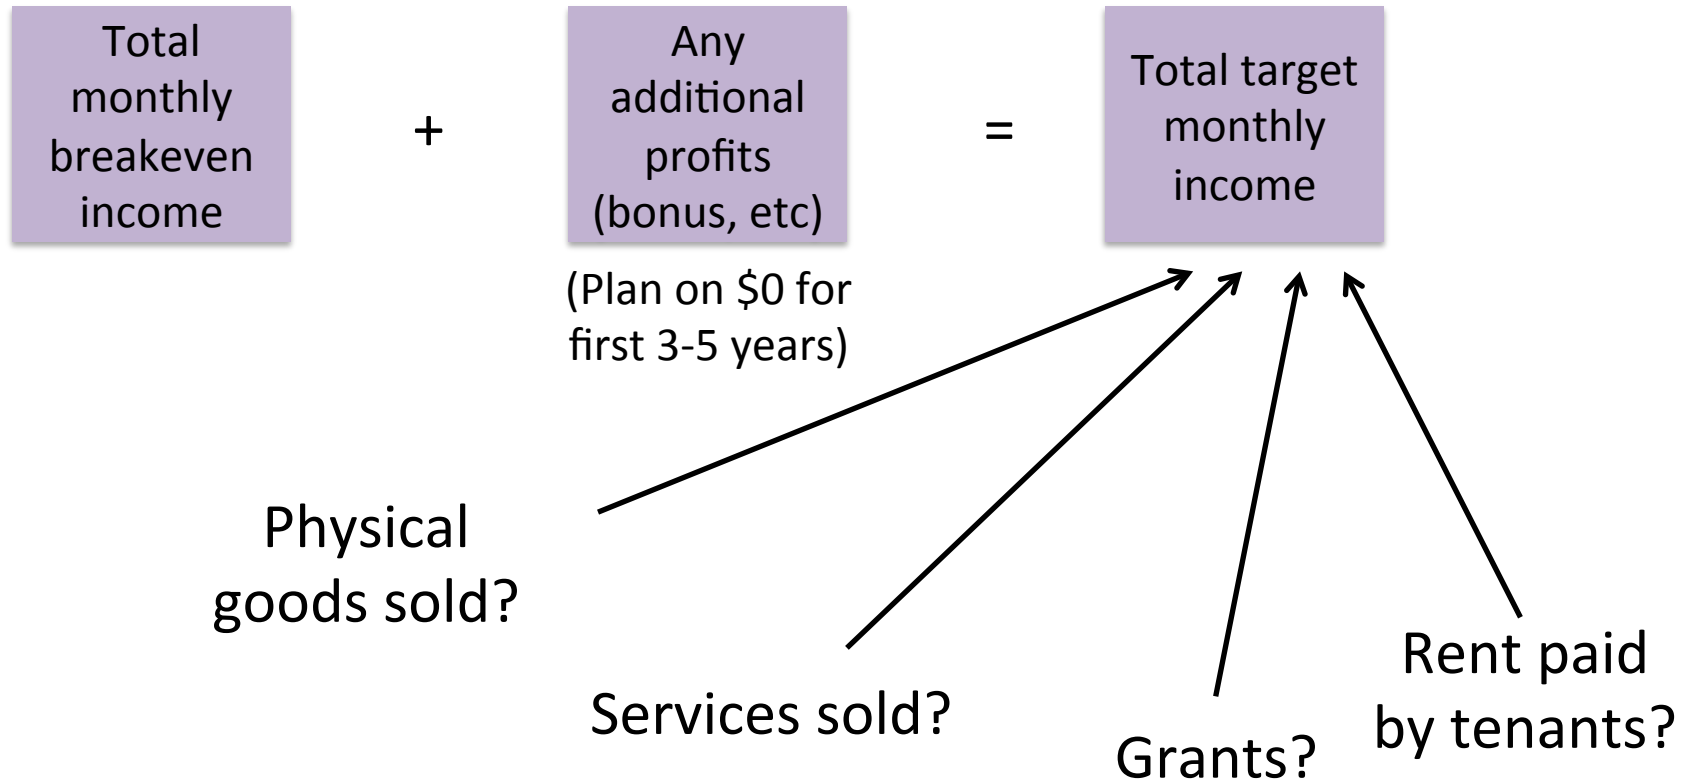 Total
monthly
breakeven
income
+
Any
additional
profits
(bonus, etc)
=
Total target
monthly
income
(Plan on $0 for
first 3-5 years)
Physical
goods sold?
Services sold?
Grants?
Rent paid
by tenants?